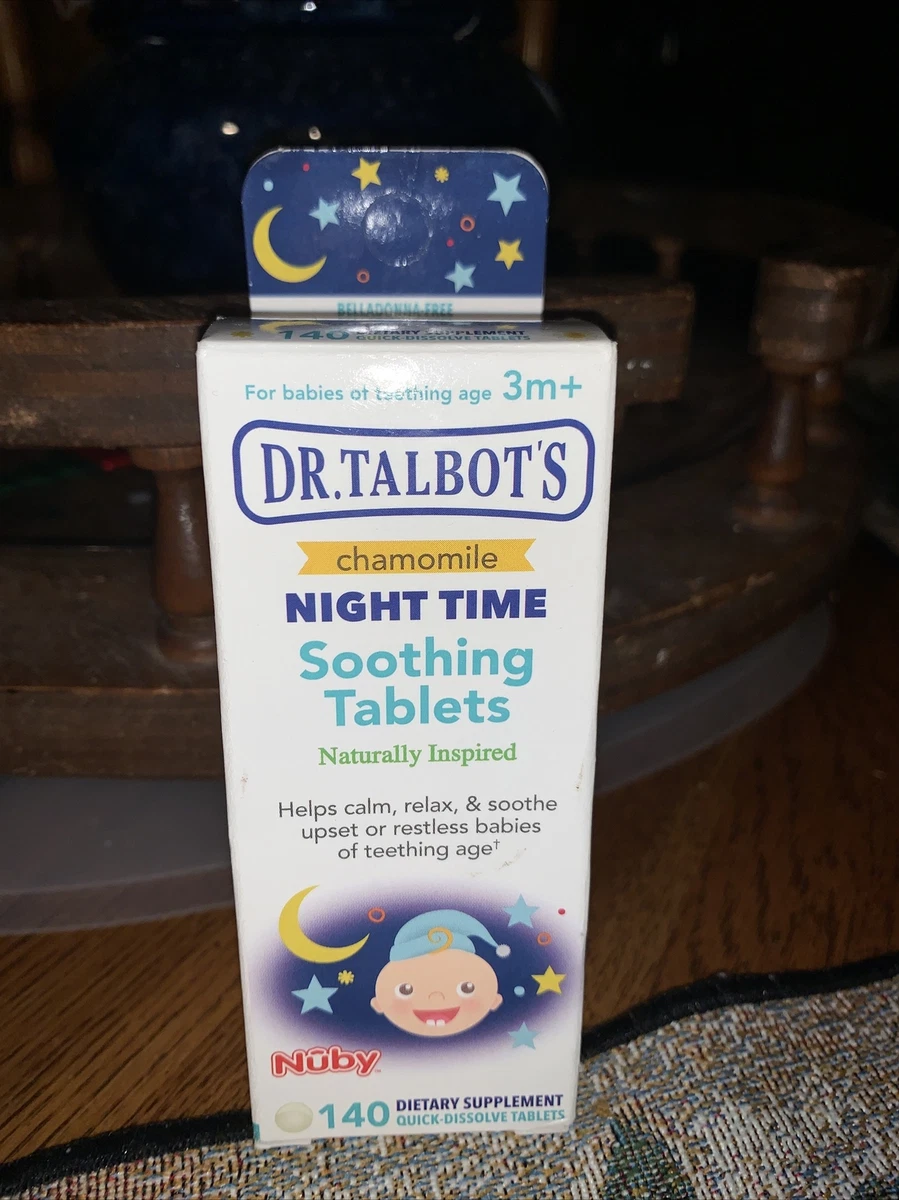 BELLADONNA-FREE
140 DIETARY SUPPLEMENT
QUICK-DISSOLVE TABLETS
For babies of teething age 3m+
DR. TALBOT'S
chamomile
NIGHT TIME
Soothing
Tablets
Naturally Inspired
Helps calm, relax, & soothe
upset or restless babies
of teething age†
Nūby™
140 DIETARY SUPPLEMENT
QUICK-DISSOLVE TABLETS